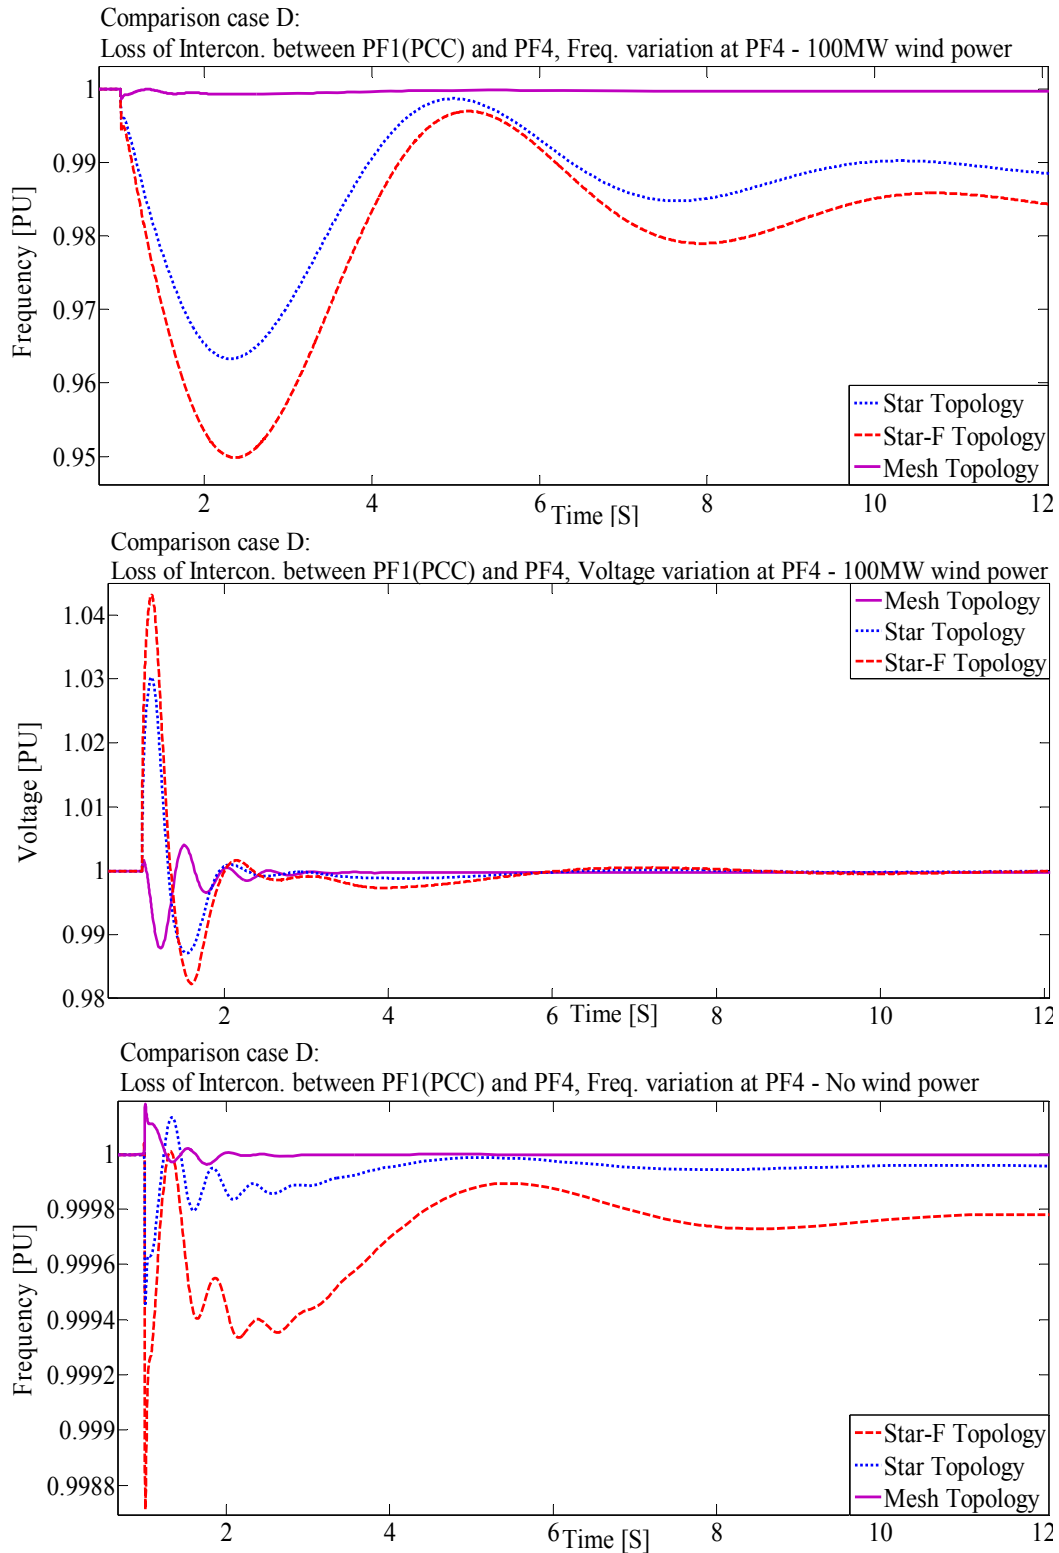 Comparison case D:
Loss of Intercon. between PF1(PCC) and PF4, Freq. variation at PF4 - 100MW wind power
1
0.99
0.98
0.97
0.96
0.95
Frequency [PU]
Star Topology
Star-F Topology
Mesh Topology
2 4 6 8 10 12
Time [S]
Comparison case D:
Loss of Intercon. between PF1(PCC) and PF4, Voltage variation at PF4 - 100MW wind power
1.04
1.03
1.02
1.01
1
0.99
0.98
Voltage [PU]
Mesh Topology
Star Topology
Star-F Topology
2 4 6 8 10 12
Time [S]
Comparison case D:
Loss of Intercon. between PF1(PCC) and PF4, Freq. variation at PF4 - No wind power
1
0.9998
0.9996
0.9994
0.9992
0.999
0.9988
Frequency [PU]
Star-F Topology
Star Topology
Mesh Topology
2 4 6 8 10 12
Time [S]